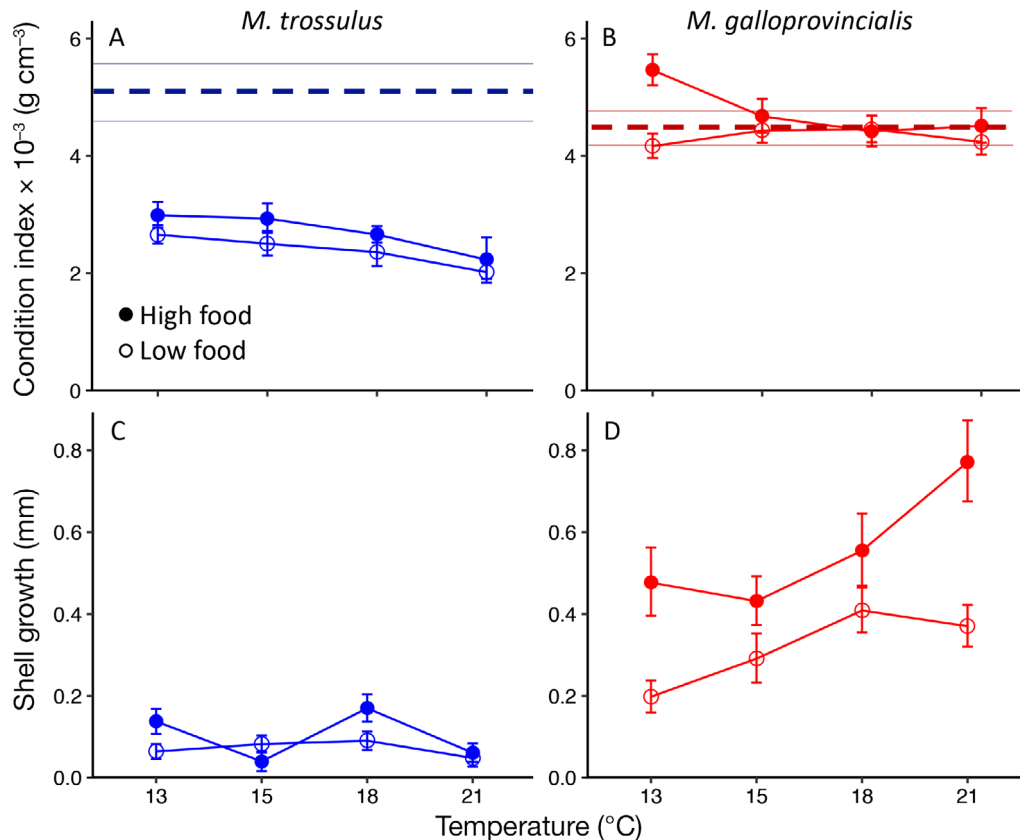 M. trossulus
M. galloprovincialis
A
B
Condition index × 10⁻³ (g cm⁻³)
6
4
2
0
6
4
2
0
High food
Low food
C
D
Shell growth (mm)
0.8
0.6
0.4
0.2
0.0
0.8
0.6
0.4
0.2
0.0
13 15 18 21
13 15 18 21
Temperature (°C)